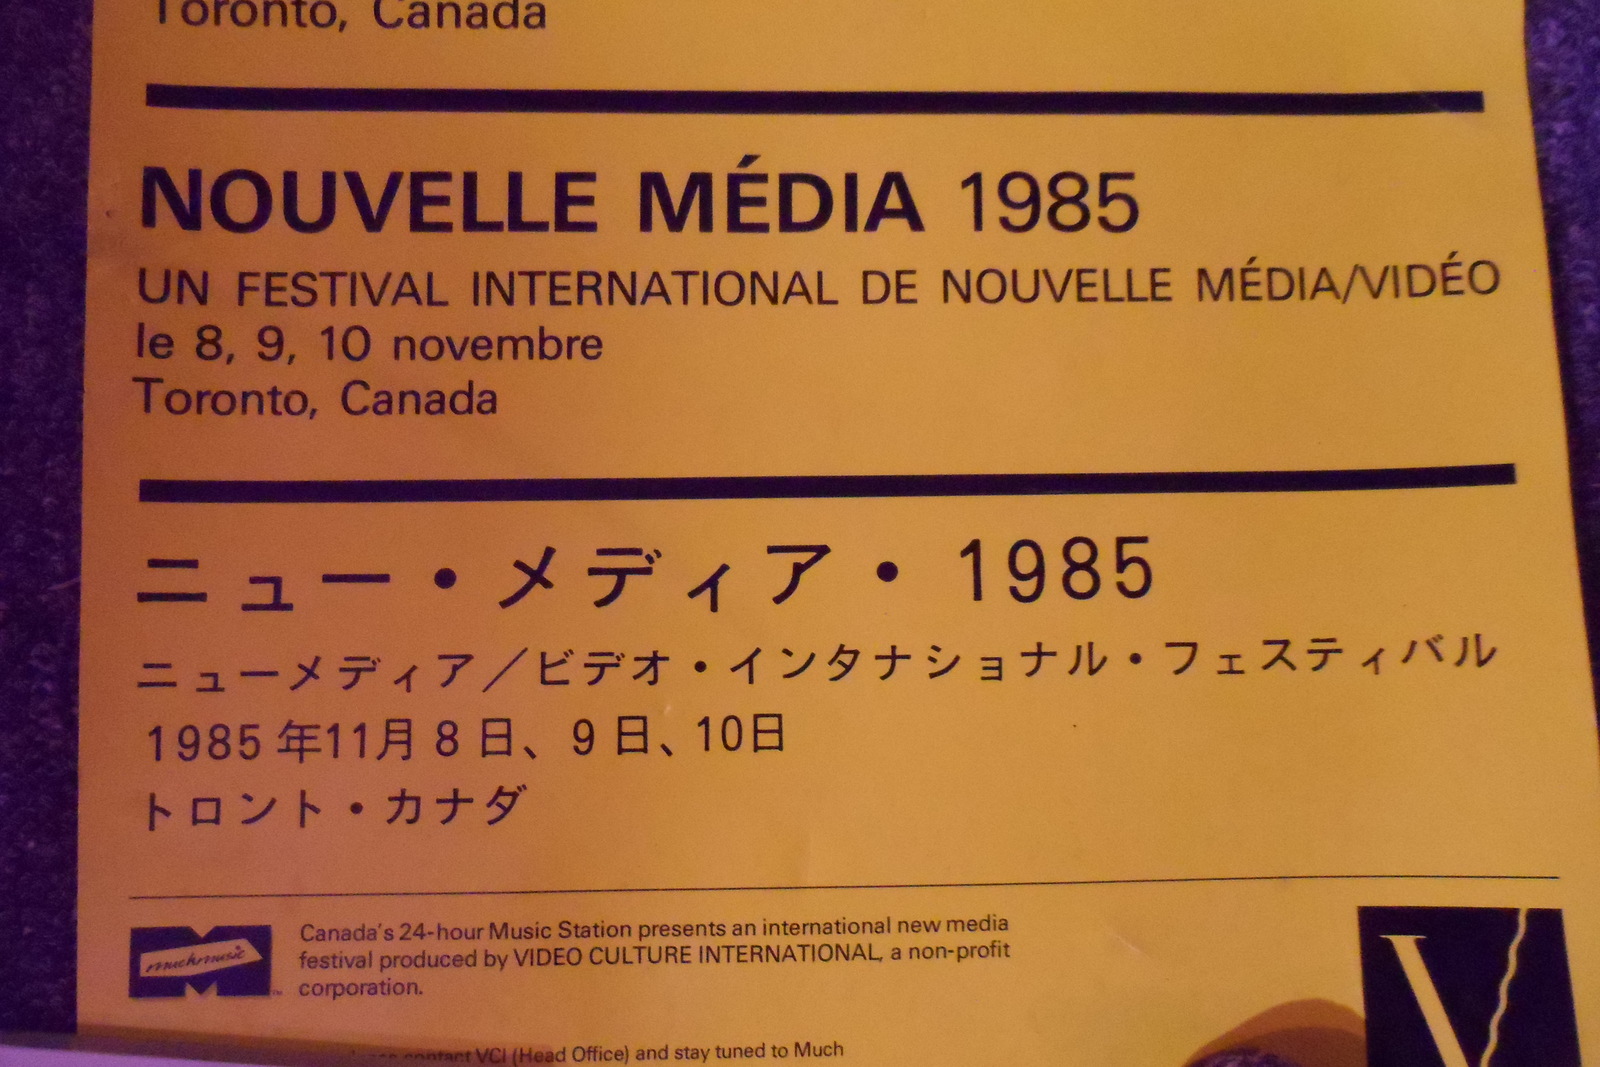 Toronto, Canada
NOUVELLE MÉDIA 1985
UN FESTIVAL INTERNATIONAL DE NOUVELLE MÉDIA/VIDÉO
le 8, 9, 10 novembre
Toronto, Canada
ニュー・メディア・1985
ニューメディア／ビデオ・インタナショナル・フェスティバル
1985年11月8日、9日、10日
トロント・カナダ
muchmusic
Canada's 24-hour Music Station presents an international new media
festival produced by VIDEO CULTURE INTERNATIONAL, a non-profit
corporation.
contact VCI (Head Office) and stay tuned to Much
V